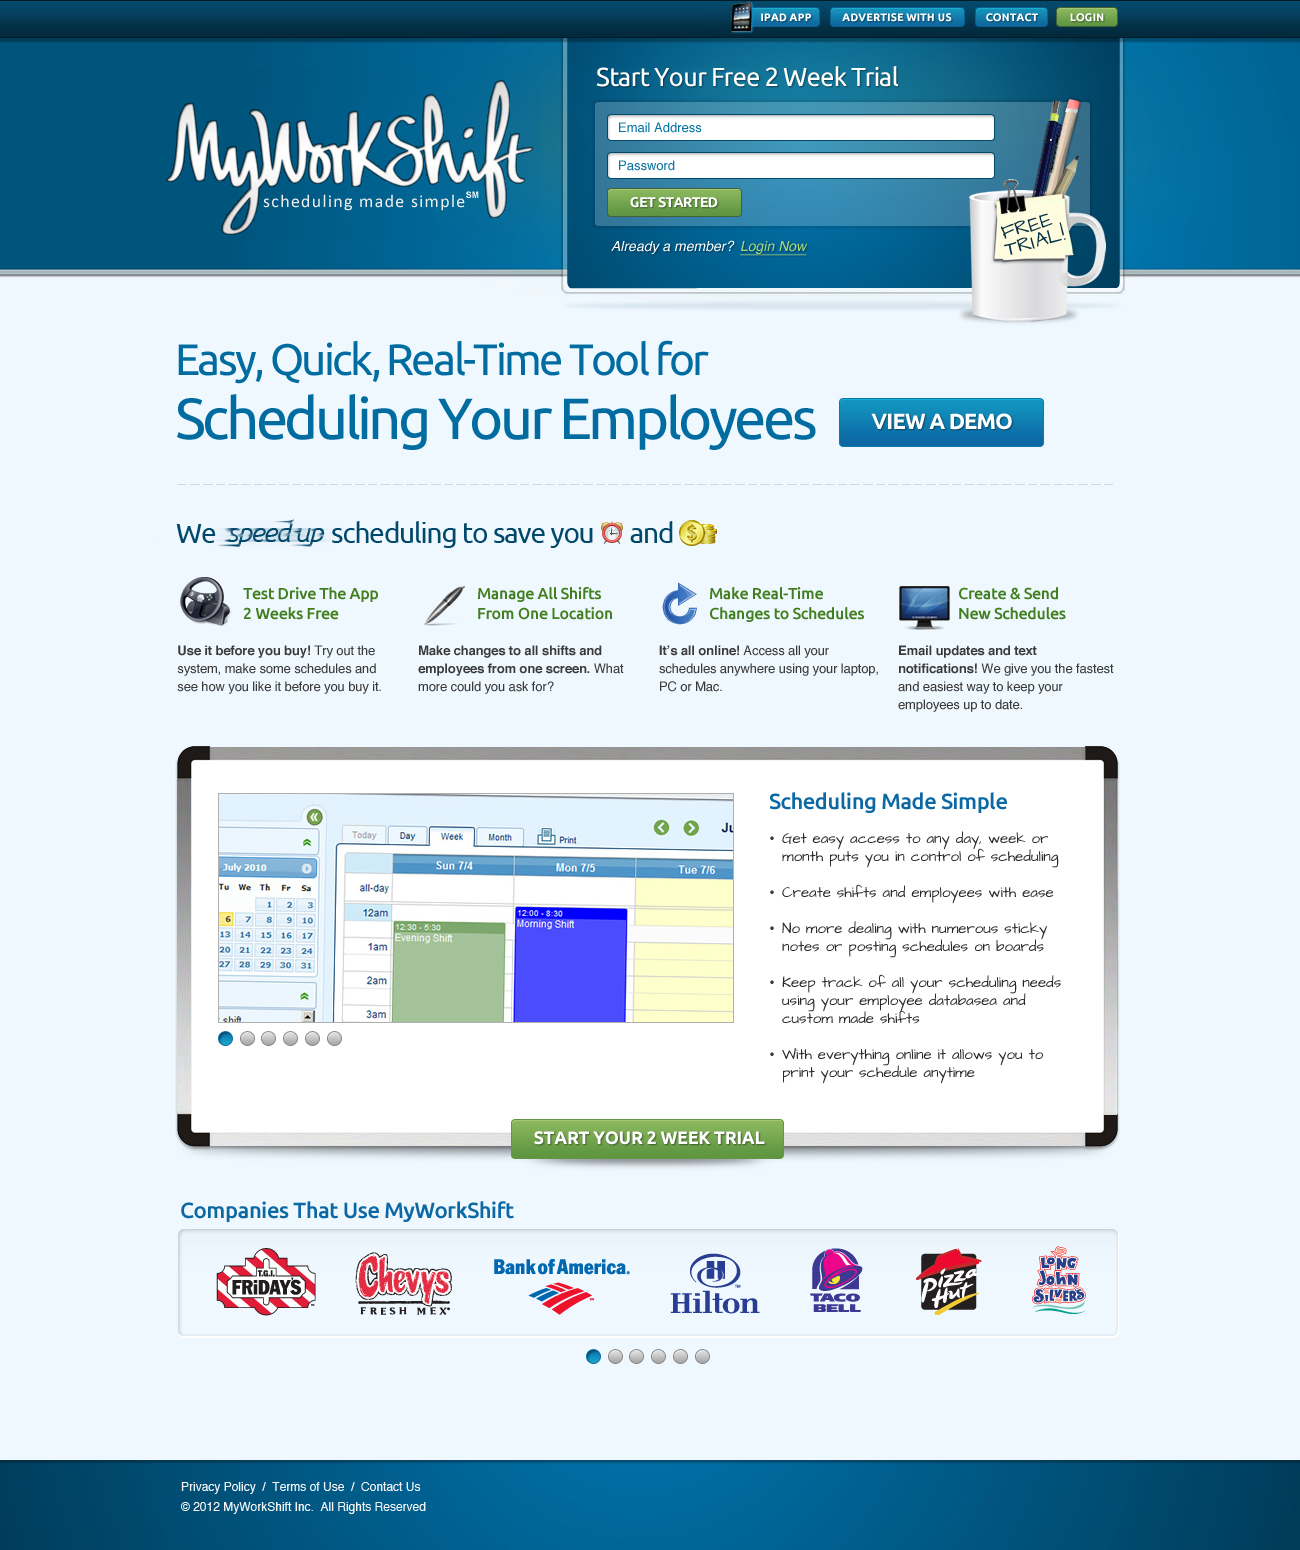 IPAD APP
ADVERTISE WITH US
CONTACT
LOGIN
MyWorkShift
scheduling made simple℠
Start Your Free 2 Week Trial
Email Address
Password
GET STARTED
Already a member? Login Now
FREE
TRIAL!
Easy, Quick, Real-Time Tool for
Scheduling Your Employees
VIEW A DEMO
We speed up scheduling to save you and
Test Drive The App
2 Weeks Free
Use it before you buy! Try out the
system, make some schedules and
see how you like it before you buy it.
Manage All Shifts
From One Location
Make changes to all shifts and
employees from one screen. What
more could you ask for?
Make Real-Time
Changes to Schedules
It's all online! Access all your
schedules anywhere using your laptop,
PC or Mac.
Create & Send
New Schedules
Email updates and text
notifications! We give you the fastest
and easiest way to keep your
employees up to date.
July 2010
Tu We Th Fr Sa
1 2 3
6 7 8 9 10
13 14 15 16 17
20 21 22 23 24
27 28 29 30 31
shift
Today
Day
Week
Month
Print
Ju
Sun 7/4
Mon 7/5
Tue 7/6
all-day
12am
1am
2am
3am
12:30 - 5:30
Evening Shift
12:00 - 8:30
Morning Shift
Scheduling Made Simple
• Get easy access to any day, week or
month puts you in control of scheduling
• Create shifts and employees with ease
• No more dealing with numerous sticky
notes or posting schedules on boards
• Keep track of all your scheduling needs
using your employee databasea and
custom made shifts
• With everything online it allows you to
print your schedule anytime
START YOUR 2 WEEK TRIAL
Companies That Use MyWorkShift
T.G.I.
FRIDAY'S
Chevys
FRESH MEX
Bank of America.
Hilton
TACO
BELL
Pizza
Hut
LONG
JOHN
SILVERS
Privacy Policy / Terms of Use / Contact Us
© 2012 MyWorkShift Inc. All Rights Reserved